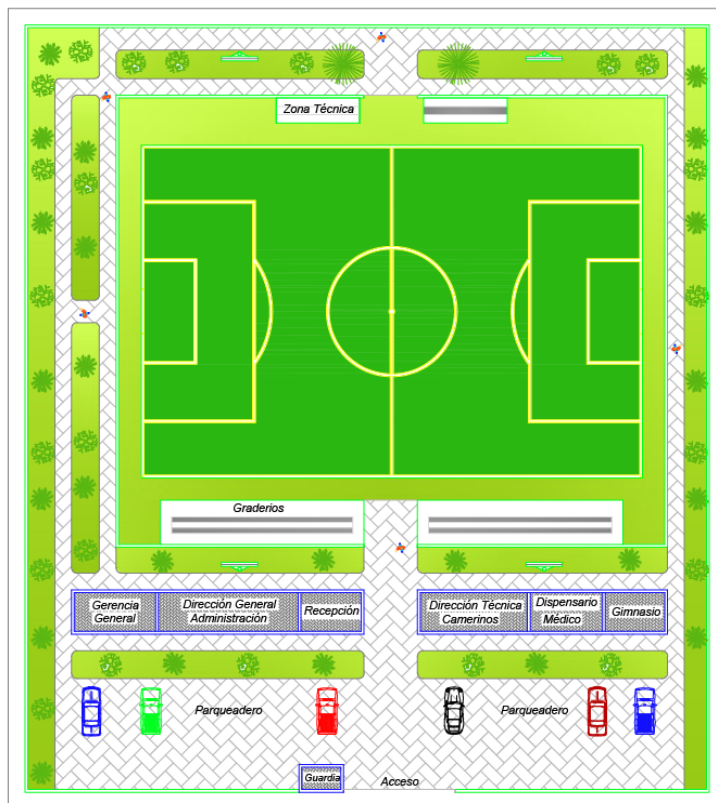 Zona Técnica
Graderios
Gerencia
General
Dirección General
Administración
Recepción
Dirección Técnica
Camerinos
Dispensario
Médico
Gimnasio
Parqueadero
Parqueadero
Guardia
Acceso